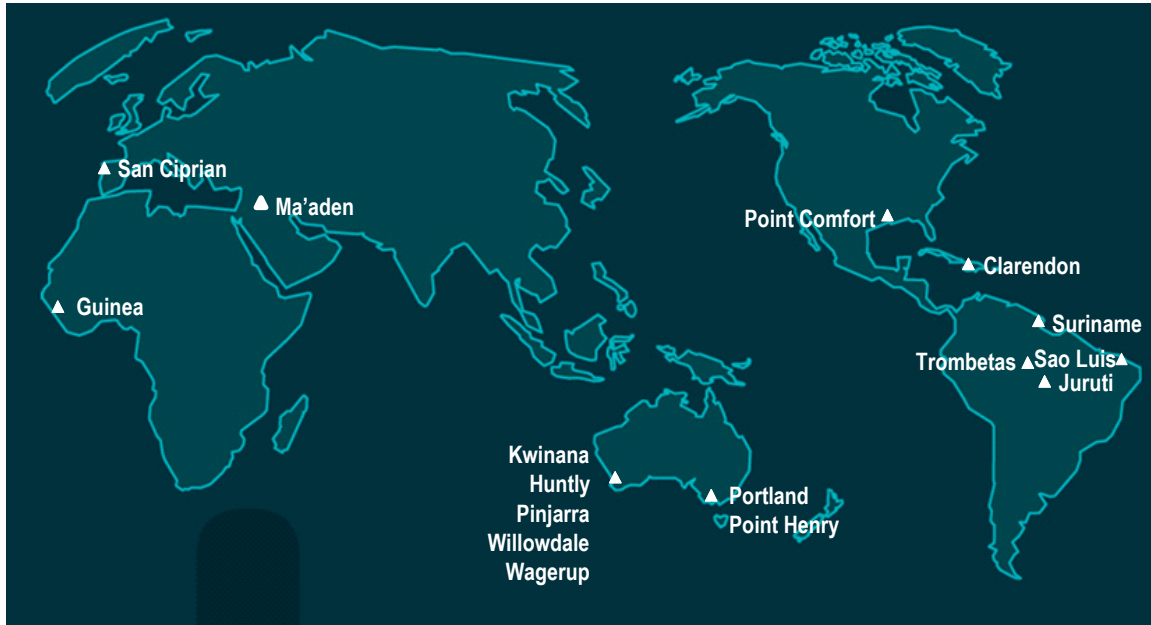 San Ciprian
Ma’aden
Point Comfort
Clarendon
Guinea
Suriname
Trombetas
Sao Luis
Juruti
Kwinana
Huntly
Pinjarra
Willowdale
Wagerup
Portland
Point Henry